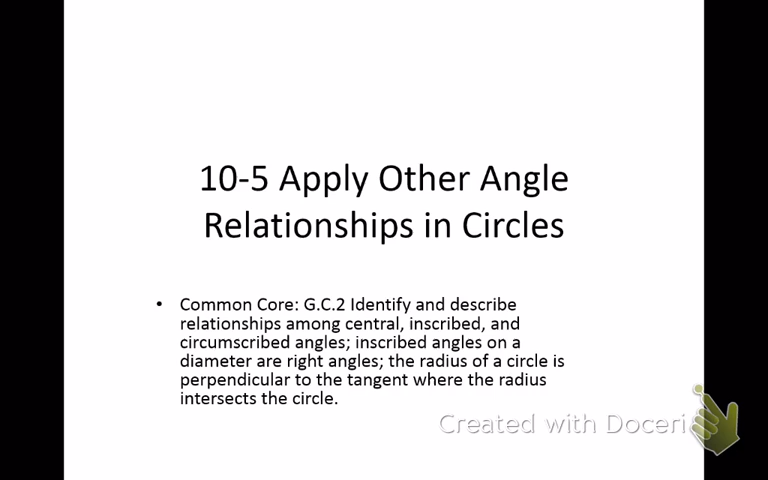 10-5 Apply Other Angle
Relationships in Circles
• Common Core: G.C.2 Identify and describe
relationships among central, inscribed, and
circumscribed angles; inscribed angles on a
diameter are right angles; the radius of a circle is
perpendicular to the tangent where the radius
intersects the circle.
Created with Doceri